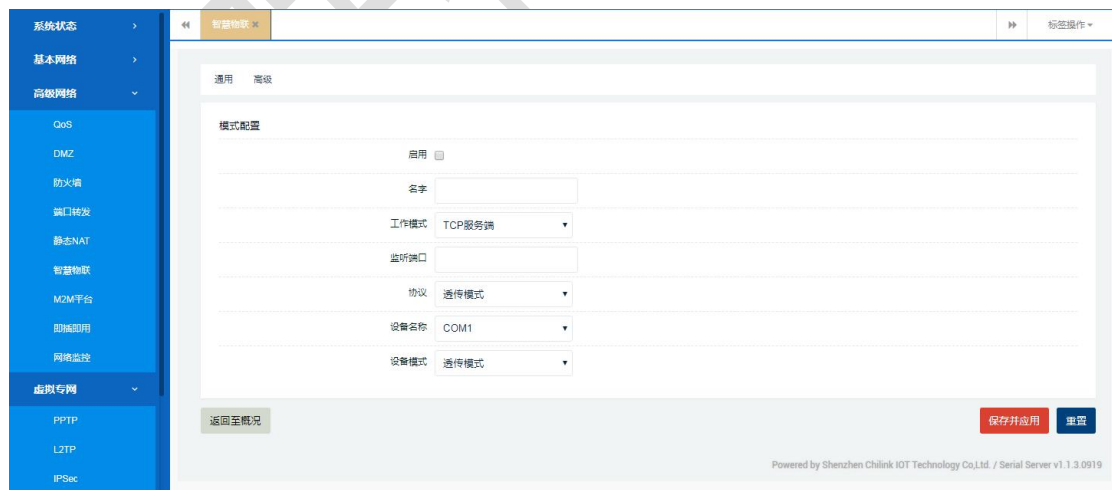 系统状态
基本网络
高级网络
QoS
DMZ
防火墙
端口转发
静态NAT
智慧物联
M2M平台
即插即用
网络监控
虚拟专网
PPTP
L2TP
IPSec
智慧物联
标签操作
通用 高级
模式配置
启用
名字
工作模式 TCP服务端
监听端口
协议 透传模式
设备名称 COM1
设备模式 透传模式
返回至概况 保存并应用 重置
Powered by Shenzhen Chilink IOT Technology Co,Ltd. / Serial Server v1.1.3.0919